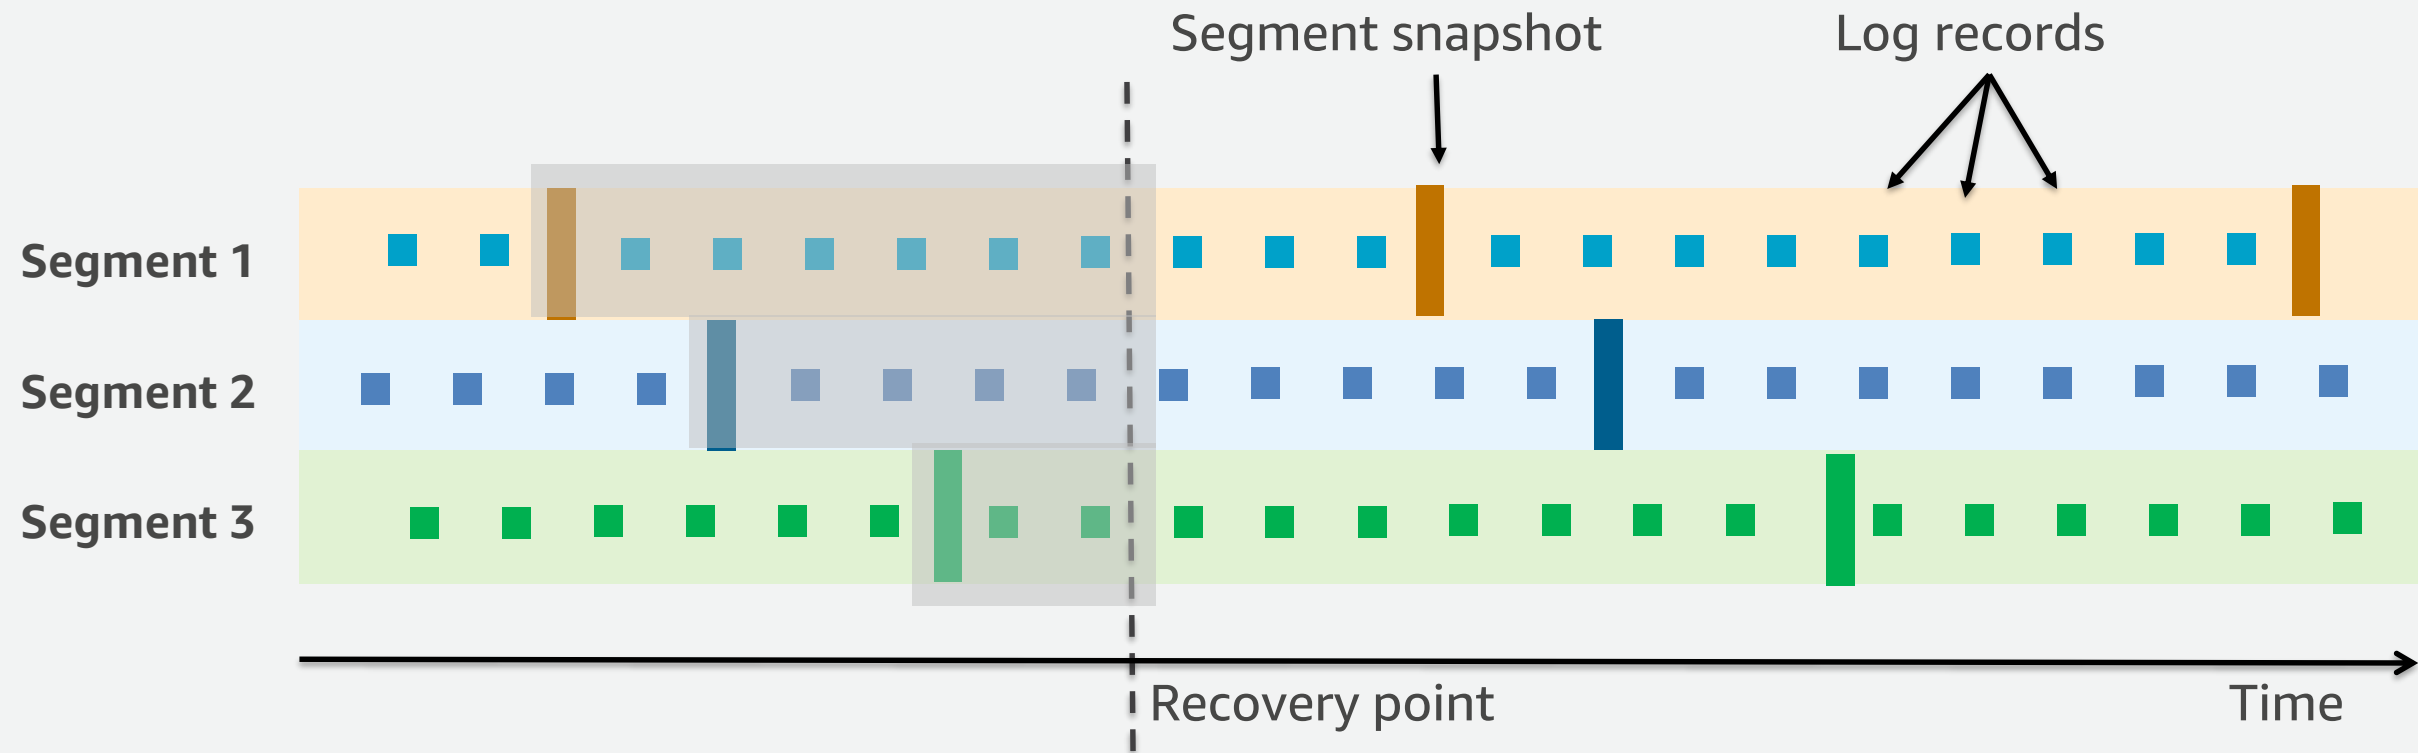 Segment snapshot
Log records
Segment 1
Segment 2
Segment 3
Recovery point
Time